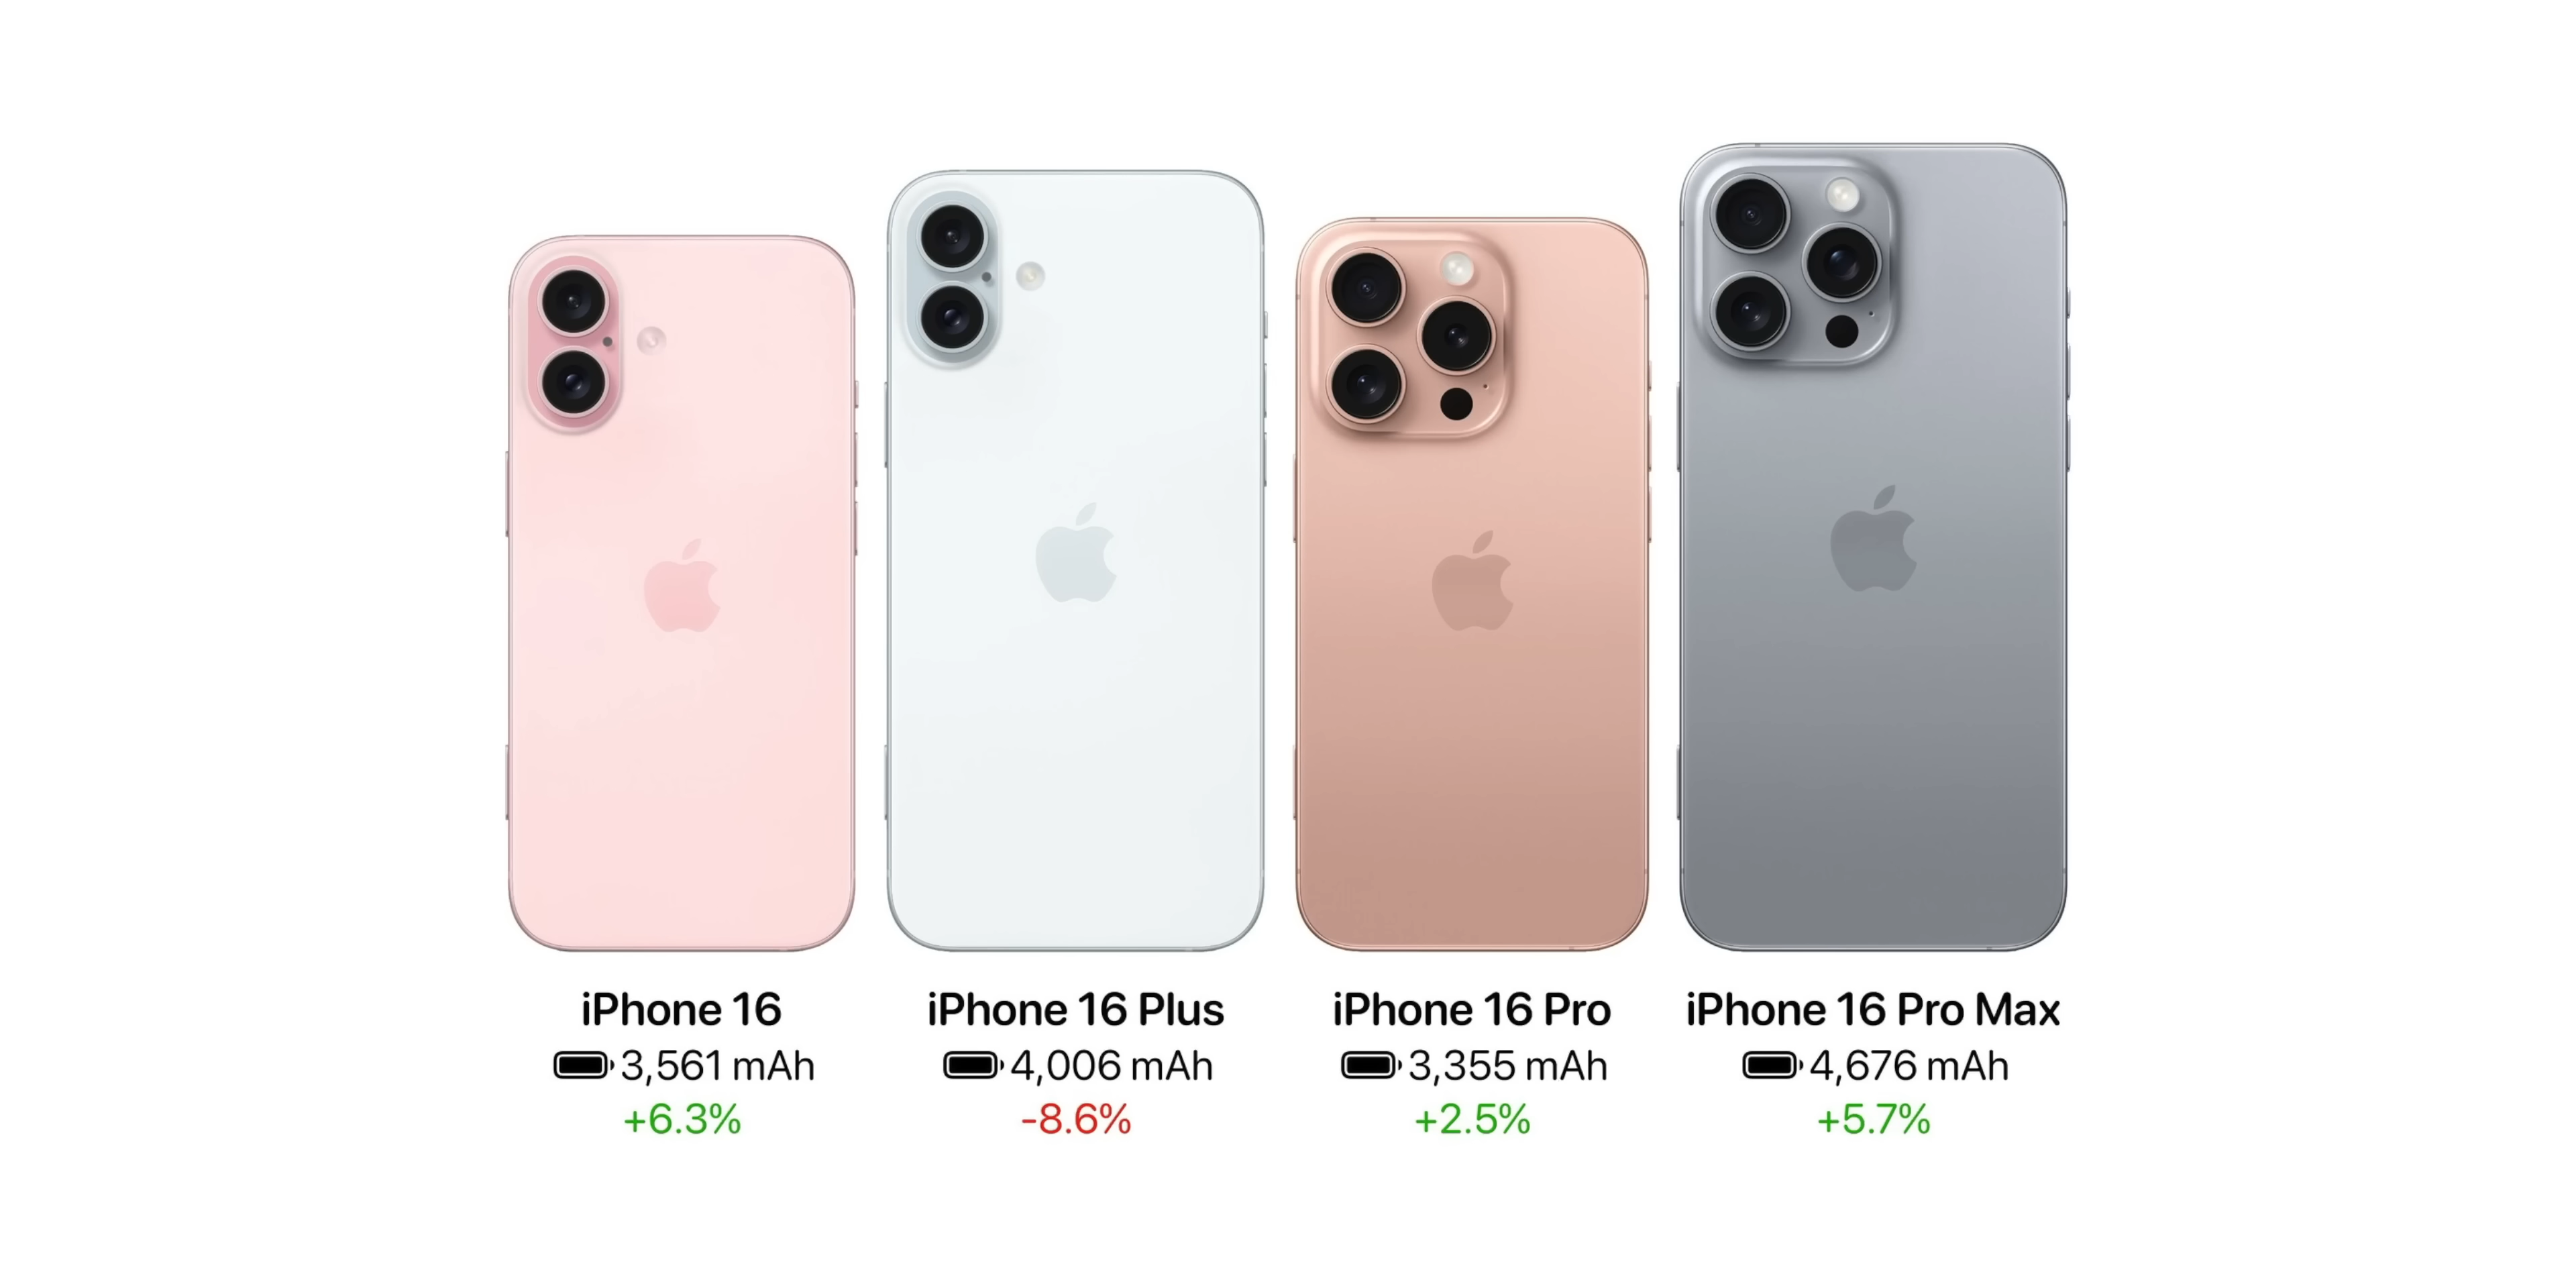 iPhone 16
3,561 mAh
+6.3%
iPhone 16 Plus
4,006 mAh
-8.6%
iPhone 16 Pro
3,355 mAh
+2.5%
iPhone 16 Pro Max
4,676 mAh
+5.7%